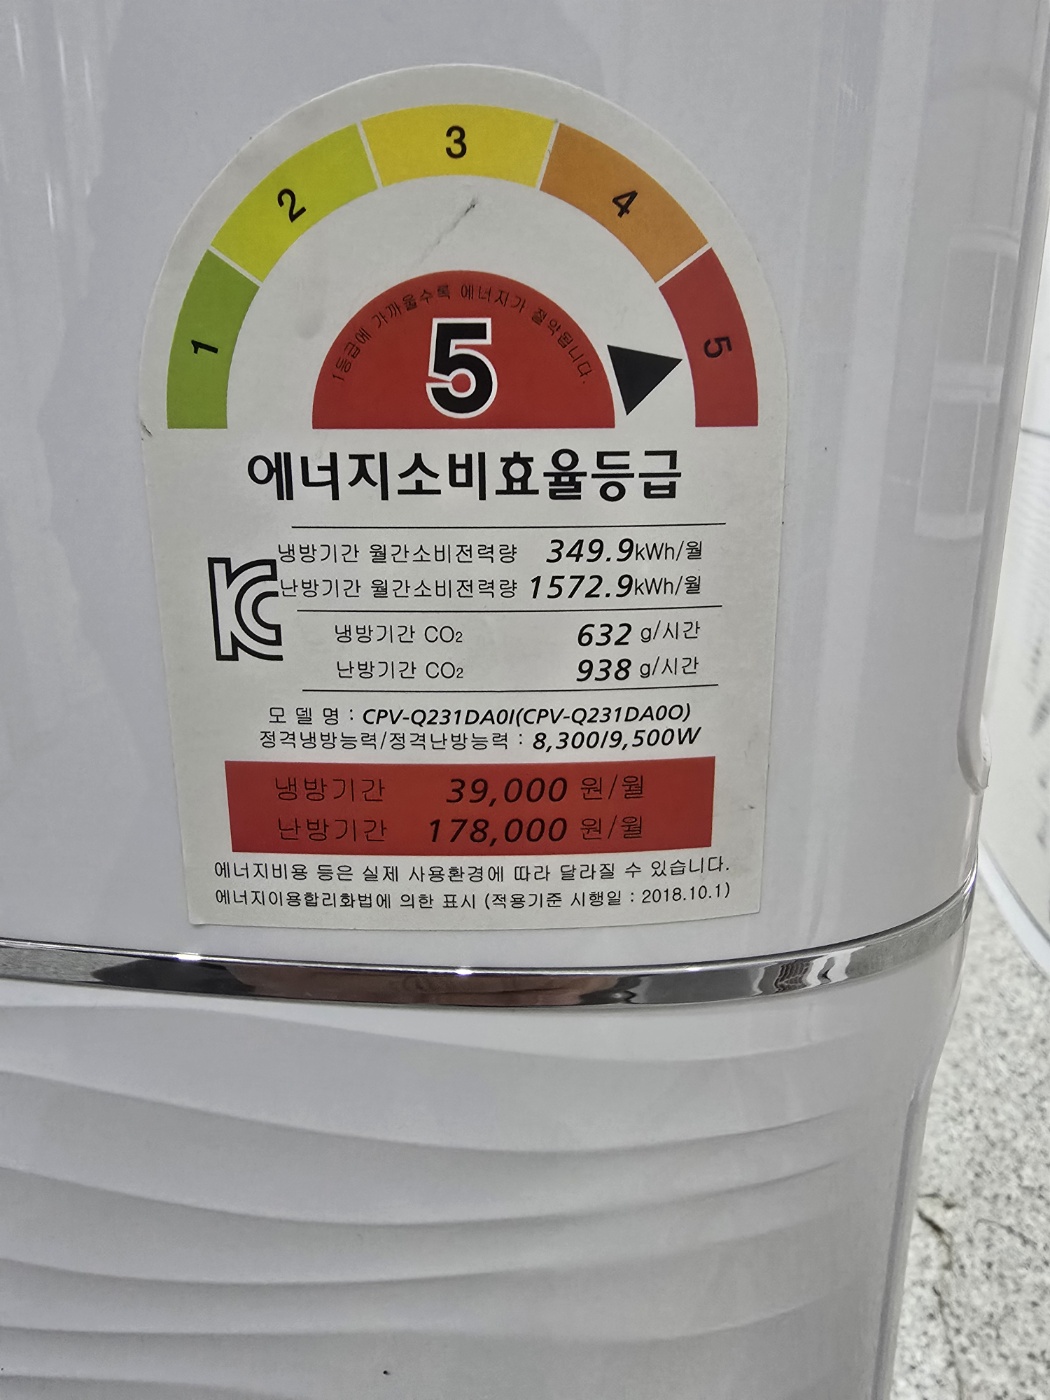 1 2 3 4 5
1등급에 가까울수록 에너지가 절약됩니다.
5
에너지소비효율등급
냉방기간 월간소비전력량 349.9kWh/월
난방기간 월간소비전력량 1572.9kWh/월
냉방기간 CO₂ 632 g/시간
난방기간 CO₂ 938 g/시간
모 델 명 : CPV-Q231DA0I(CPV-Q231DA0O)
정격냉방능력/정격난방능력 : 8,300/9,500W
냉방기간 39,000 원/월
난방기간 178,000 원/월
에너지비용 등은 실제 사용환경에 따라 달라질 수 있습니다.
에너지이용합리화법에 의한 표시 (적용기준 시행일 : 2018.10.1)